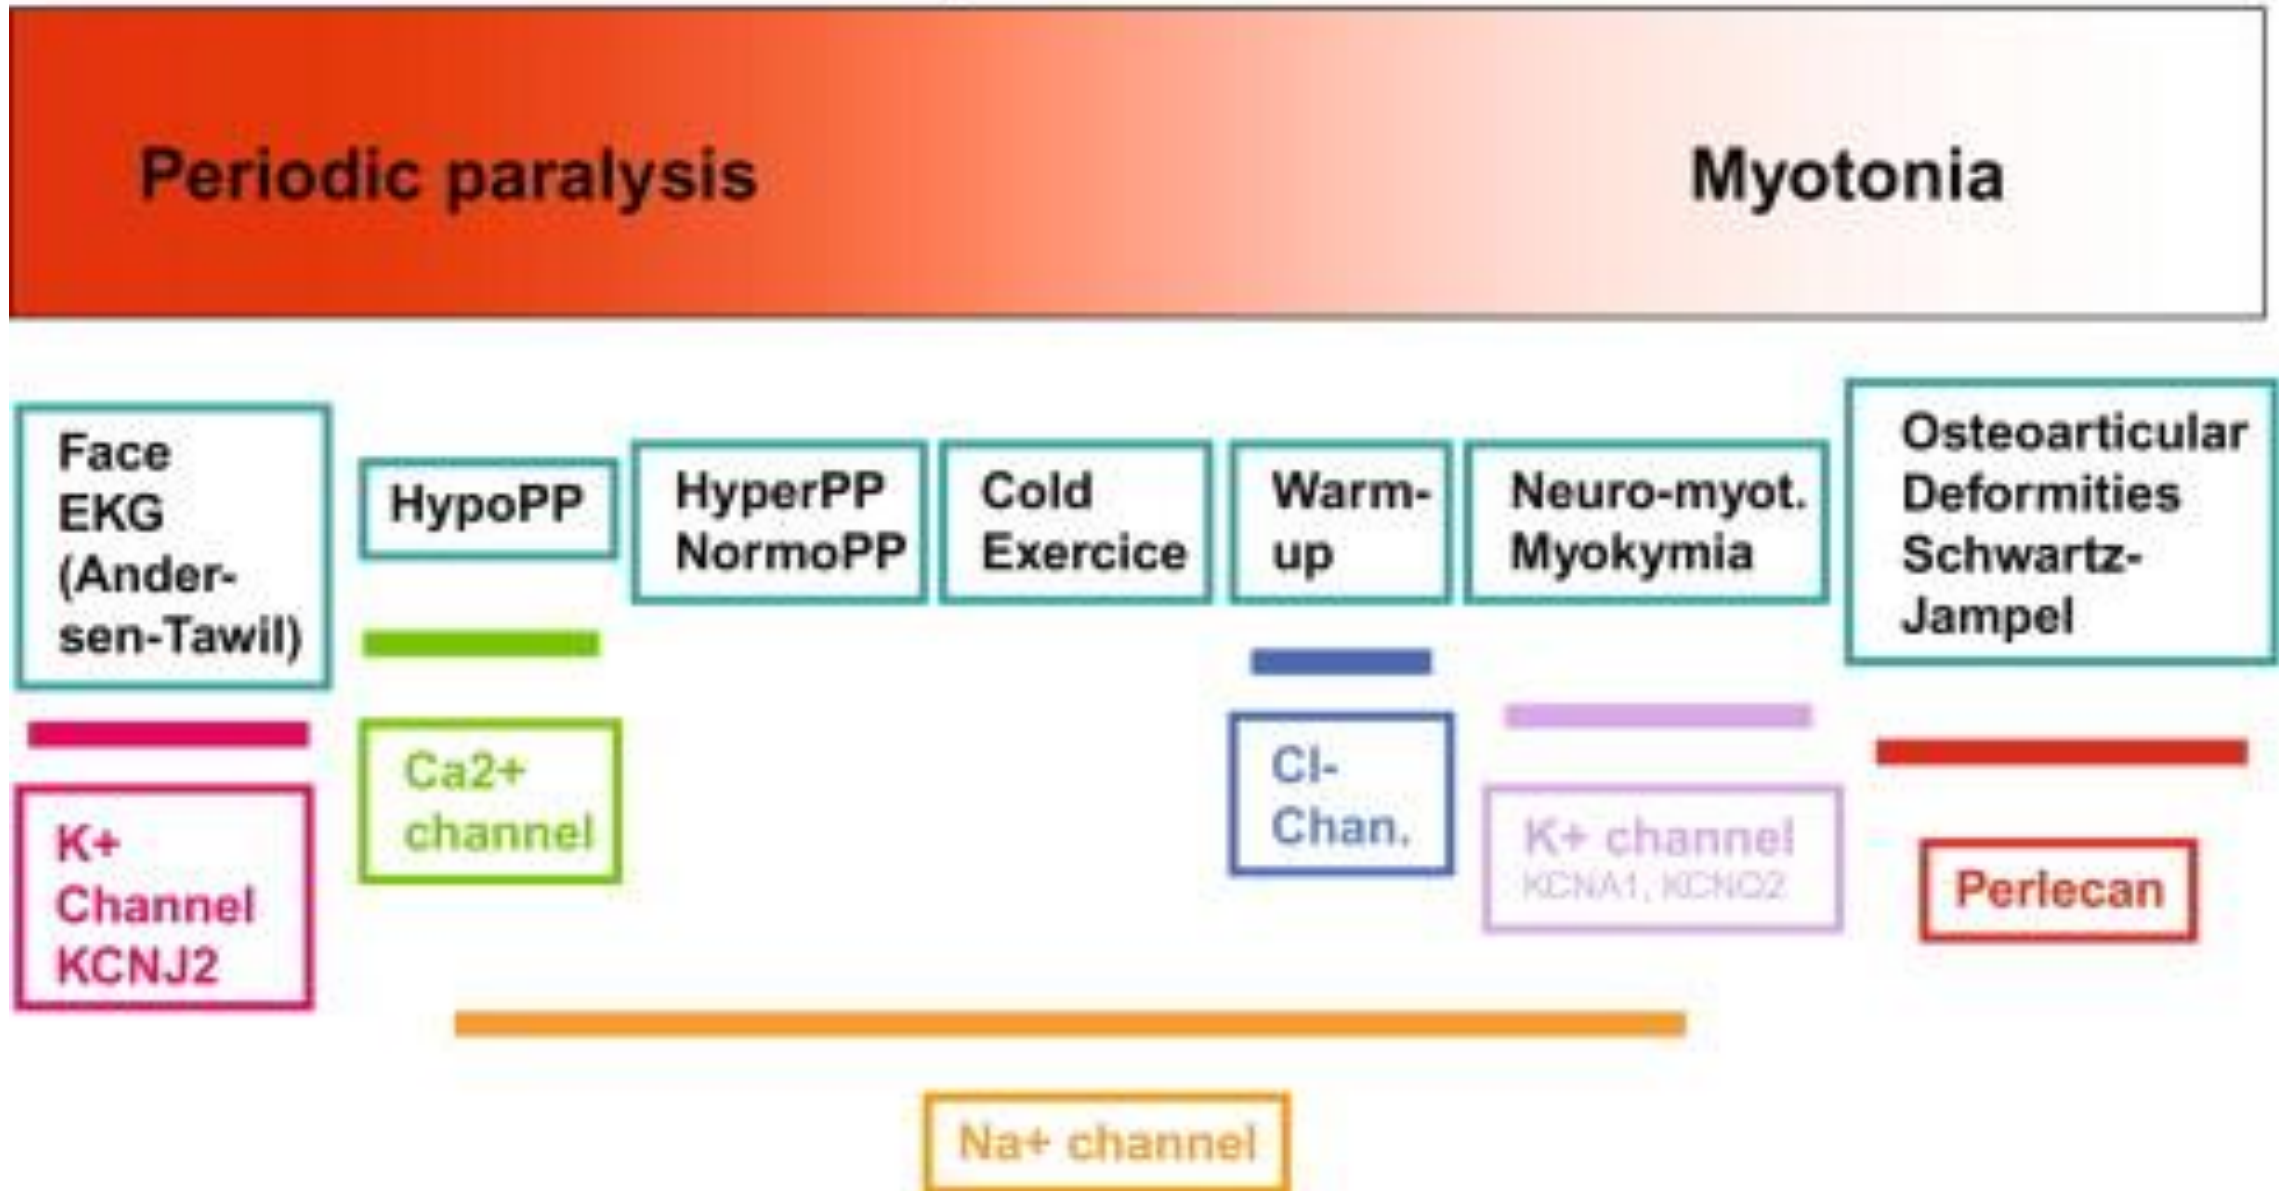 Periodic paralysis
Myotonia
Face
EKG
(Ander-
sen-Tawil)
HypoPP
HyperPP
NormoPP
Cold
Exercice
Warm-
up
Neuro-myot.
Myokymia
Osteoarticular
Deformities
Schwartz-
Jampel
K+
Channel
KCNJ2
Ca2+
channel
Cl-
Chan.
K+ channel
KCNA1, KCNQ2
Perlecan
Na+ channel